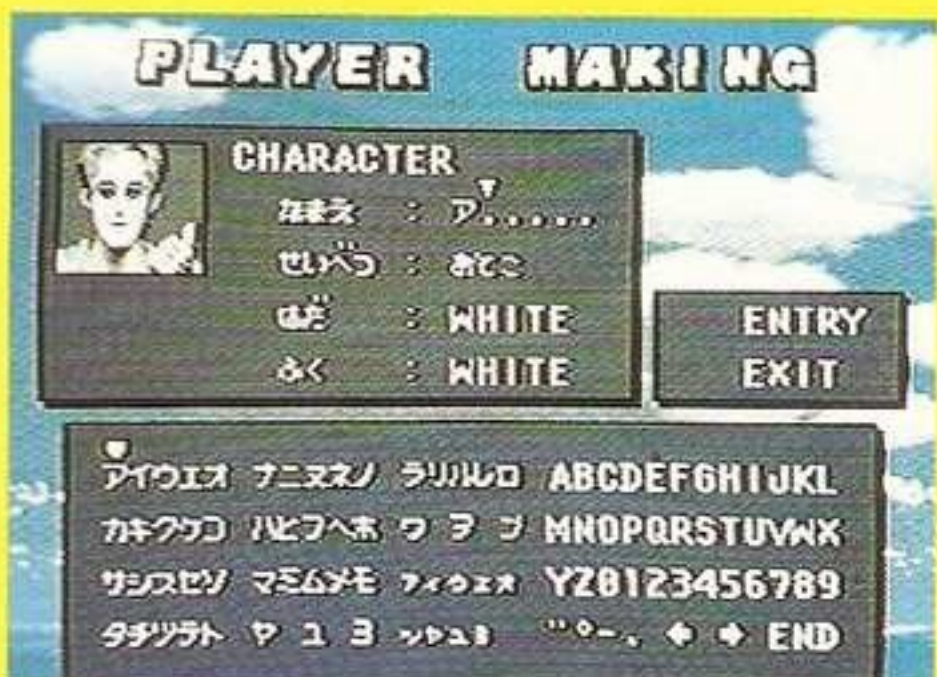 PLAYER MAKING
CHARACTER
なまえ : ア.....
せいべつ : おとこ
はだ : WHITE
ふく : WHITE
ENTRY
EXIT
アイウエオ ナニヌネノ ラリルレロ ABCDEFGHIJKL
カキクケコ ハヒフヘホ ワ ヲ ン MNOPQRSTUVWX
サシスセソ マミムメモ ァィゥェォ YZ0123456789
タチツテト ヤ ユ ヨ ッャュョ ゛゜ー、 ← → END